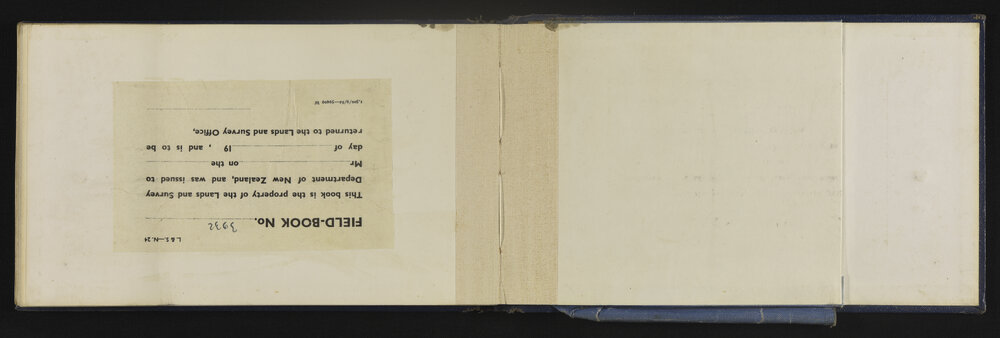 L. & S.—N. 24
FIELD-BOOK No. 3932
This book is the property of the Lands and Survey
Department of New Zealand, and was issued to
Mr. on the
day of 19 , and is to be
returned to the Lands and Survey Office,